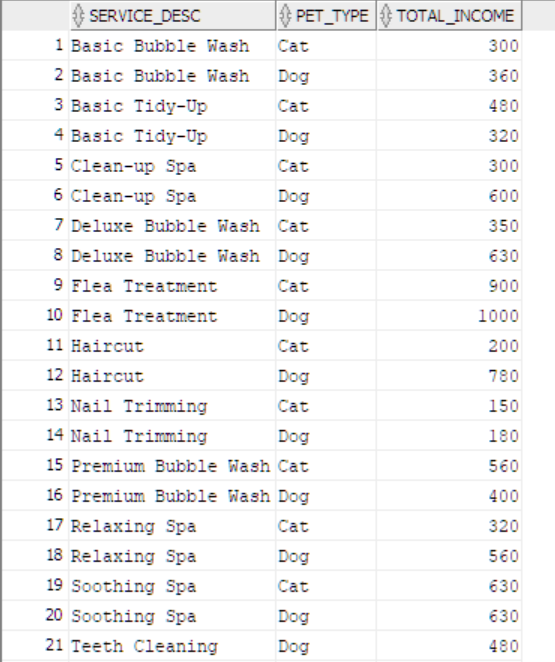 SERVICE_DESC PET_TYPE TOTAL_INCOME
1 Basic Bubble Wash Cat 300
2 Basic Bubble Wash Dog 360
3 Basic Tidy-Up Cat 480
4 Basic Tidy-Up Dog 320
5 Clean-up Spa Cat 300
6 Clean-up Spa Dog 600
7 Deluxe Bubble Wash Cat 350
8 Deluxe Bubble Wash Dog 630
9 Flea Treatment Cat 900
10 Flea Treatment Dog 1000
11 Haircut Cat 200
12 Haircut Dog 780
13 Nail Trimming Cat 150
14 Nail Trimming Dog 180
15 Premium Bubble Wash Cat 560
16 Premium Bubble Wash Dog 400
17 Relaxing Spa Cat 320
18 Relaxing Spa Dog 560
19 Soothing Spa Cat 630
20 Soothing Spa Dog 630
21 Teeth Cleaning Dog 480